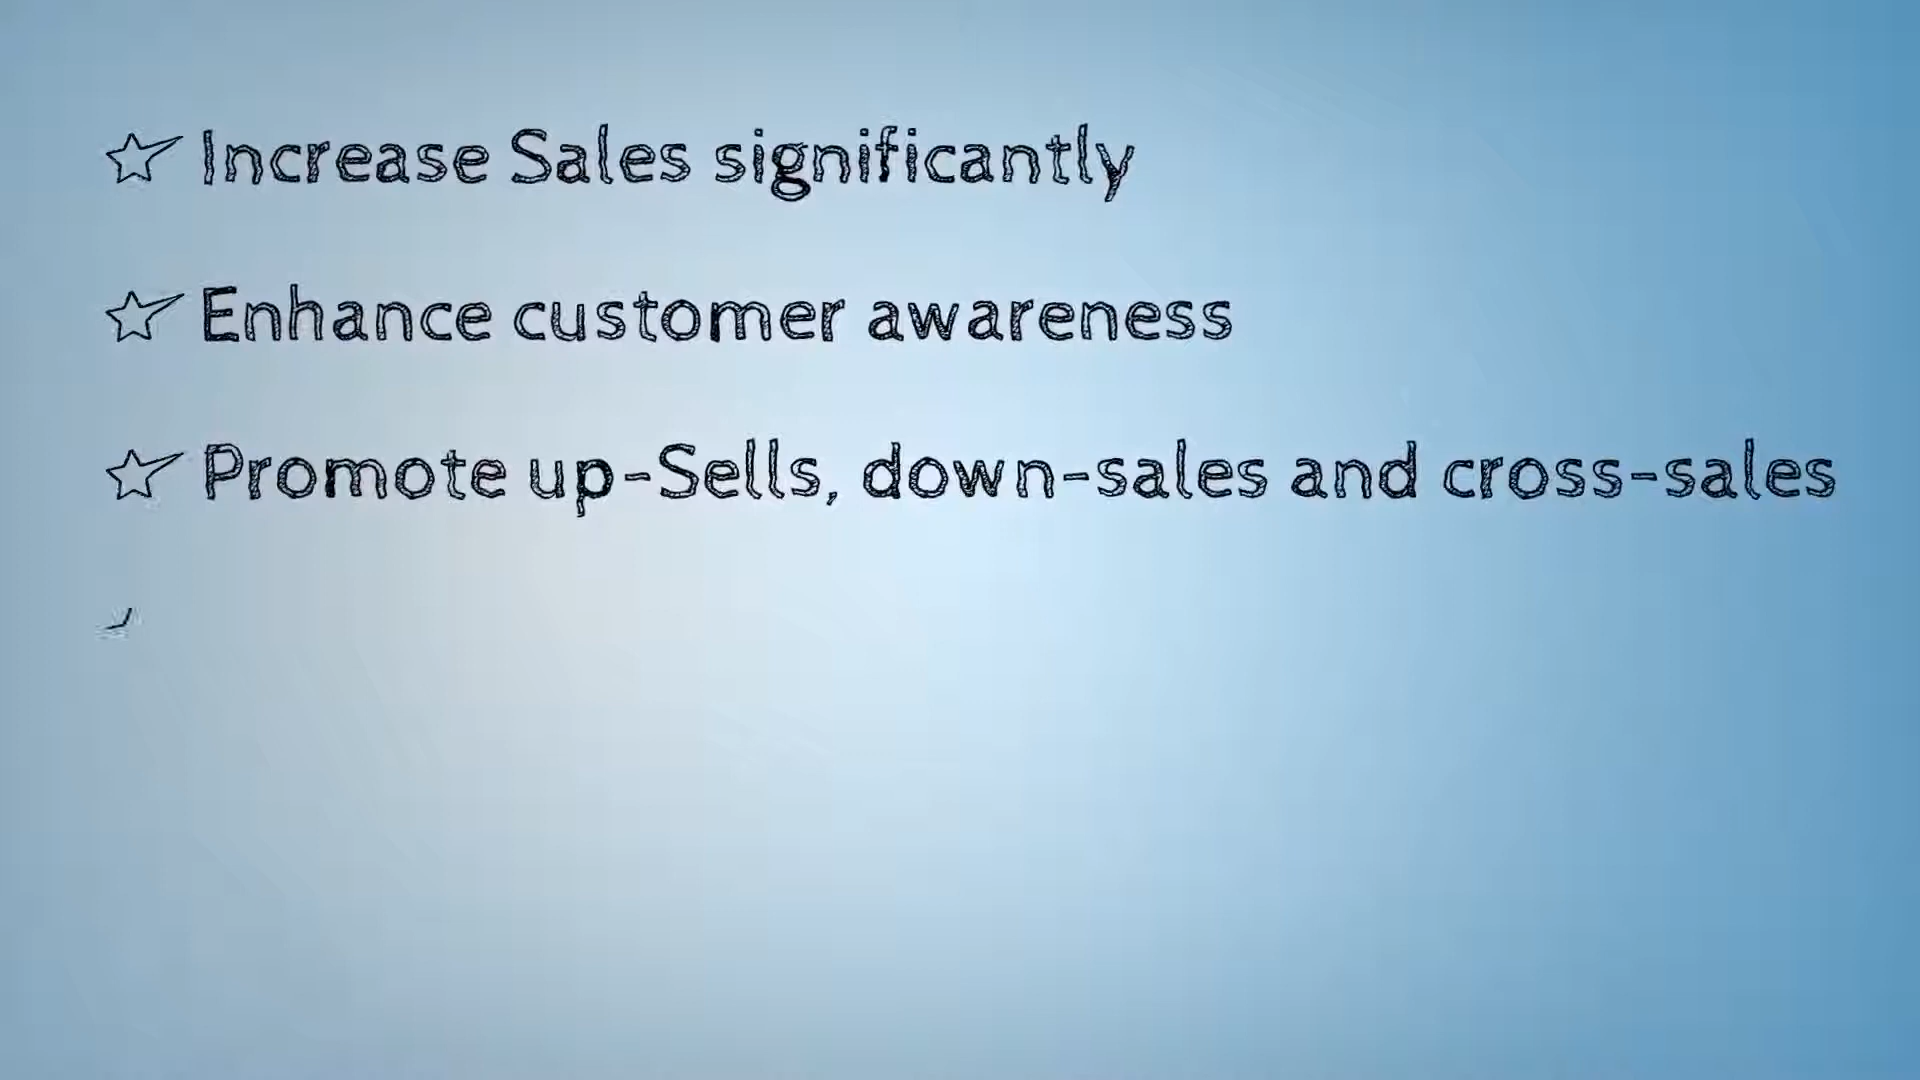 Increase Sales significantly
Enhance customer awareness
Promote up-Sells, down-sales and cross-sales